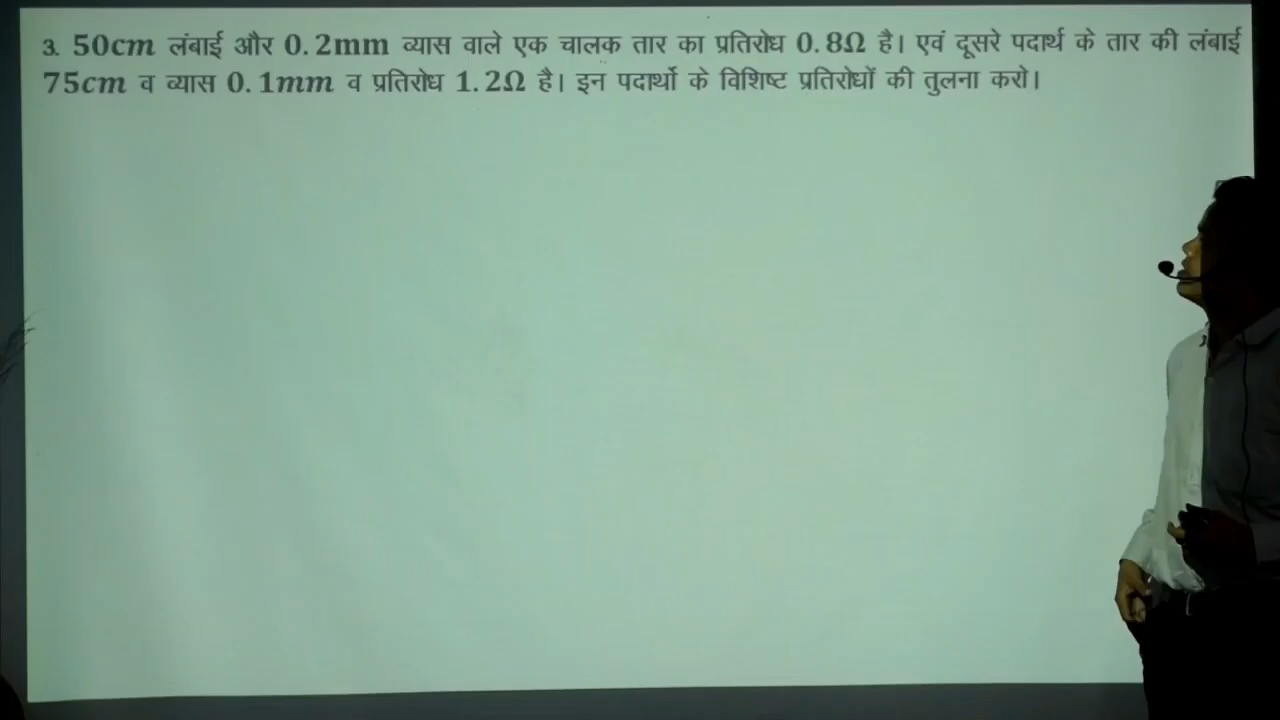 3. 50cm लंबाई और 0.2mm व्यास वाले एक चालक तार का प्रतिरोध 0.8Ω है। एवं दूसरे पदार्थ के तार की लंबाई
75cm व व्यास 0.1mm व प्रतिरोध 1.2Ω है। इन पदार्थो के विशिष्ट प्रतिरोधों की तुलना करो।